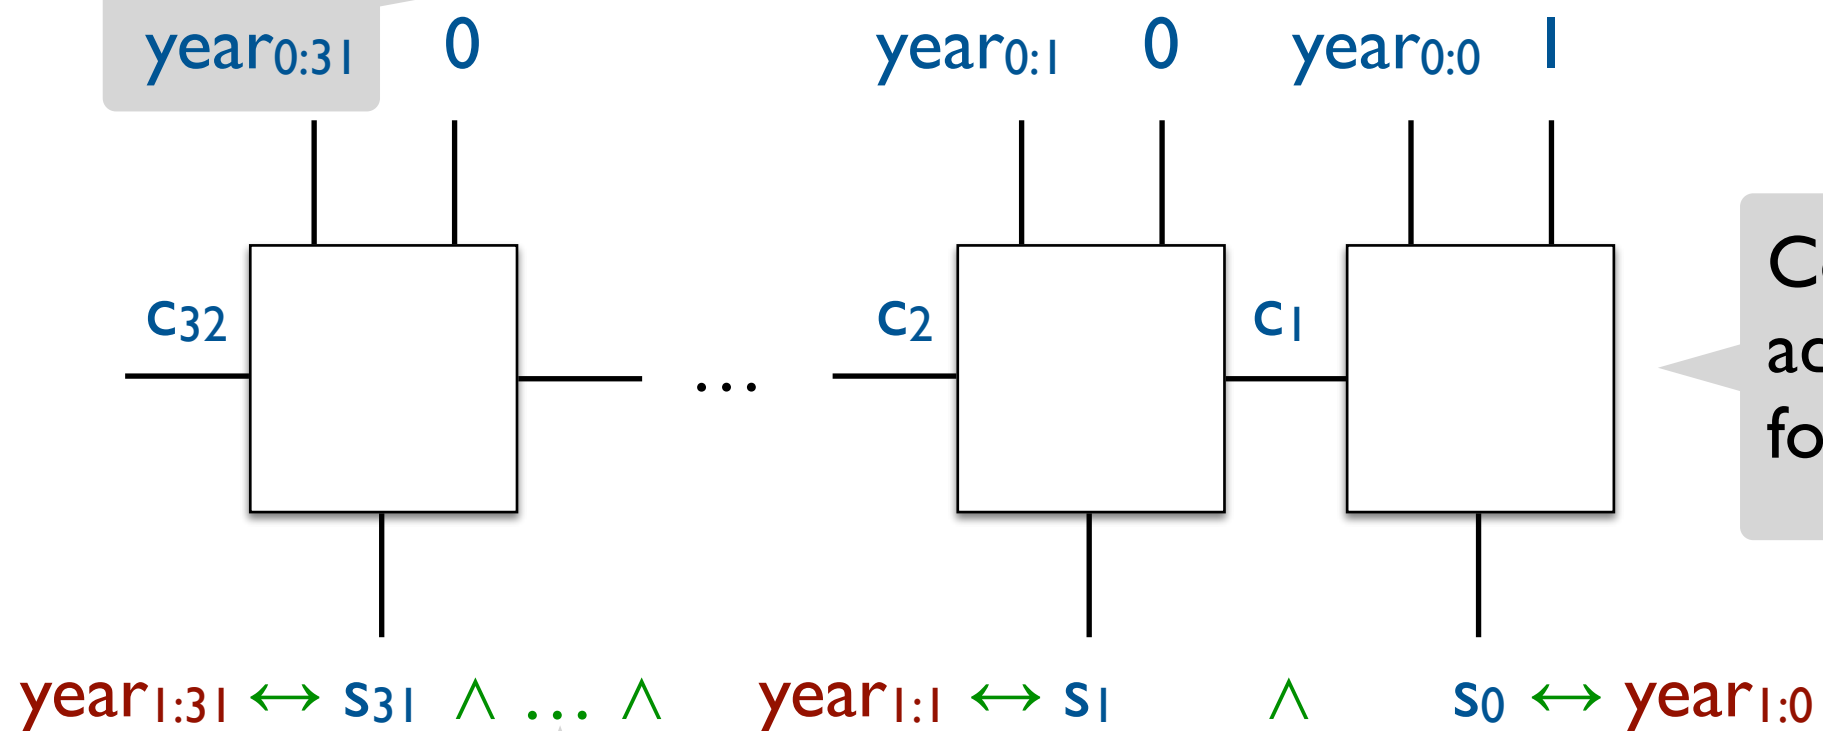 year0:31 0 year0:1 0 year0:0 1
c32 c2 c1
...
year1:31 ↔ s31 ∧ ... ∧ year1:1 ↔ s1 ∧ s0 ↔ year1:0